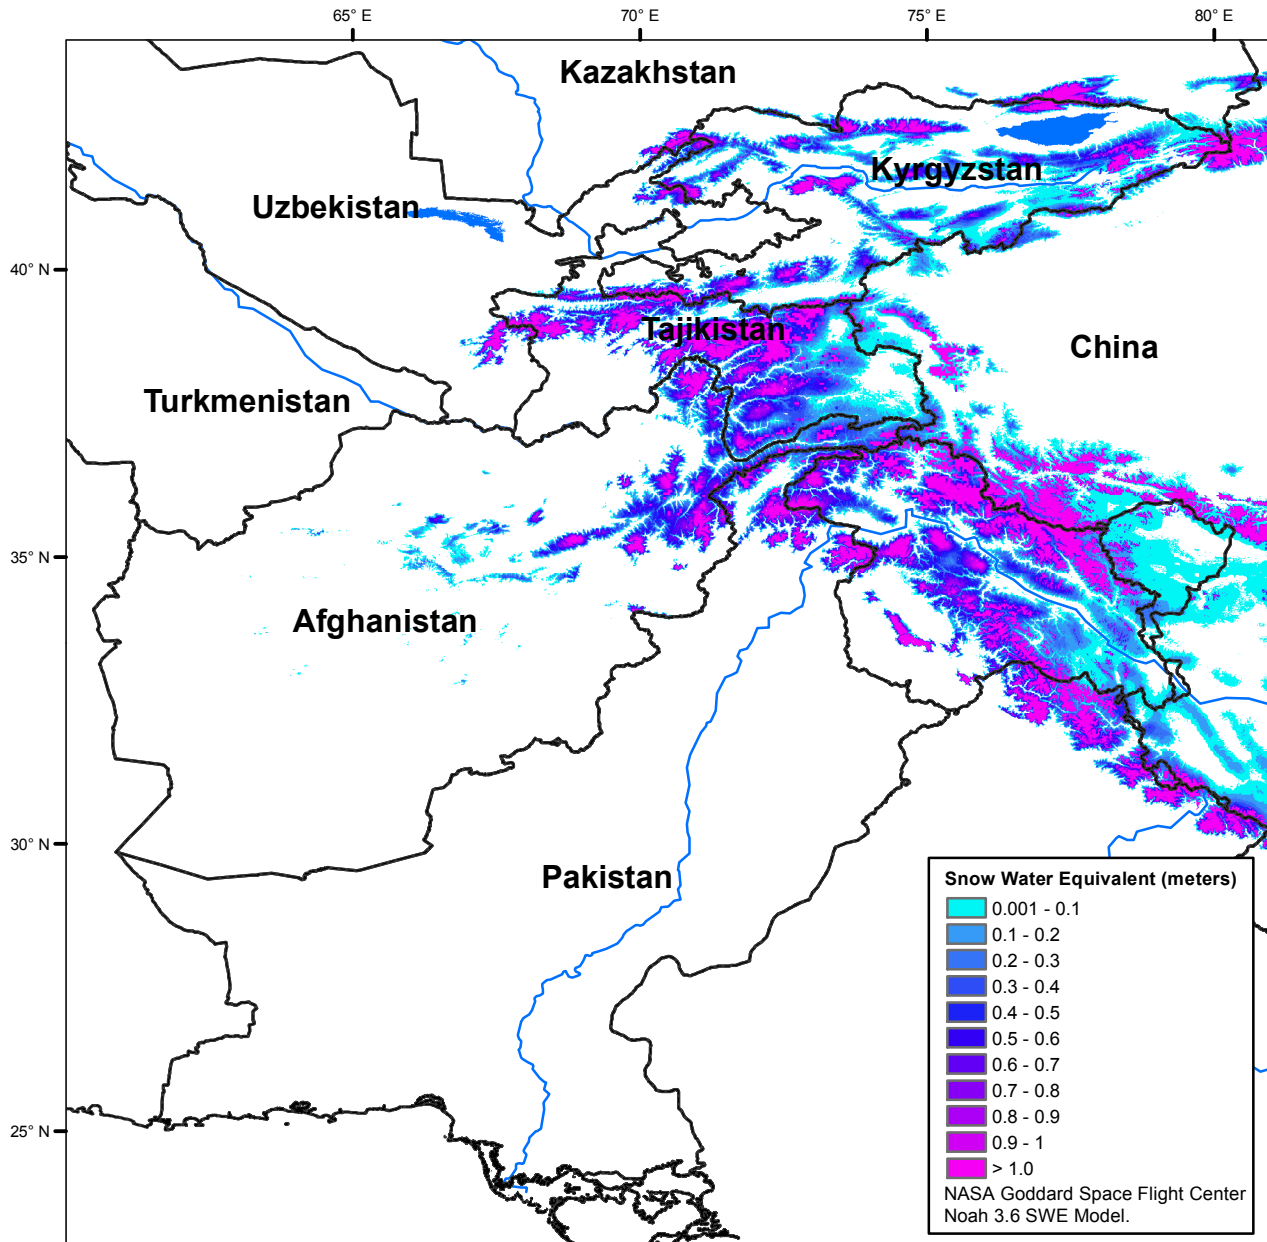 65° E
70° E
75° E
80° E
Kazakhstan
Kyrgyzstan
Uzbekistan
40° N
Tajikistan
China
Turkmenistan
35° N
Afghanistan
30° N
Pakistan
25° N
Snow Water Equivalent (meters)
0.001 - 0.1
0.1 - 0.2
0.2 - 0.3
0.3 - 0.4
0.4 - 0.5
0.5 - 0.6
0.6 - 0.7
0.7 - 0.8
0.8 - 0.9
0.9 - 1
> 1.0
NASA Goddard Space Flight Center
Noah 3.6 SWE Model.